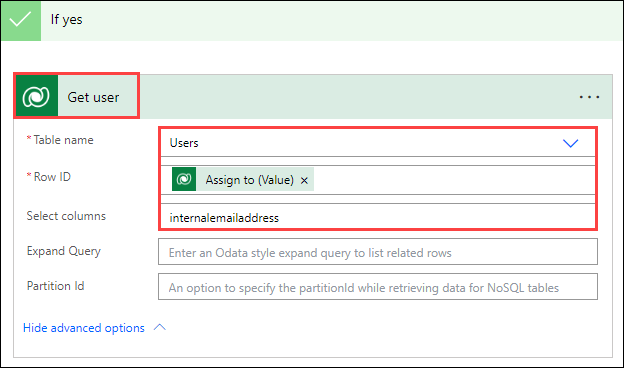 If yes
Get user
* Table name
Users
* Row ID
Assign to (Value) ×
Select columns
internalemailaddress
Expand Query
Enter an Odata style expand query to list related rows
Partition Id
An option to specify the partitionId while retrieving data for NoSQL tables
Hide advanced options